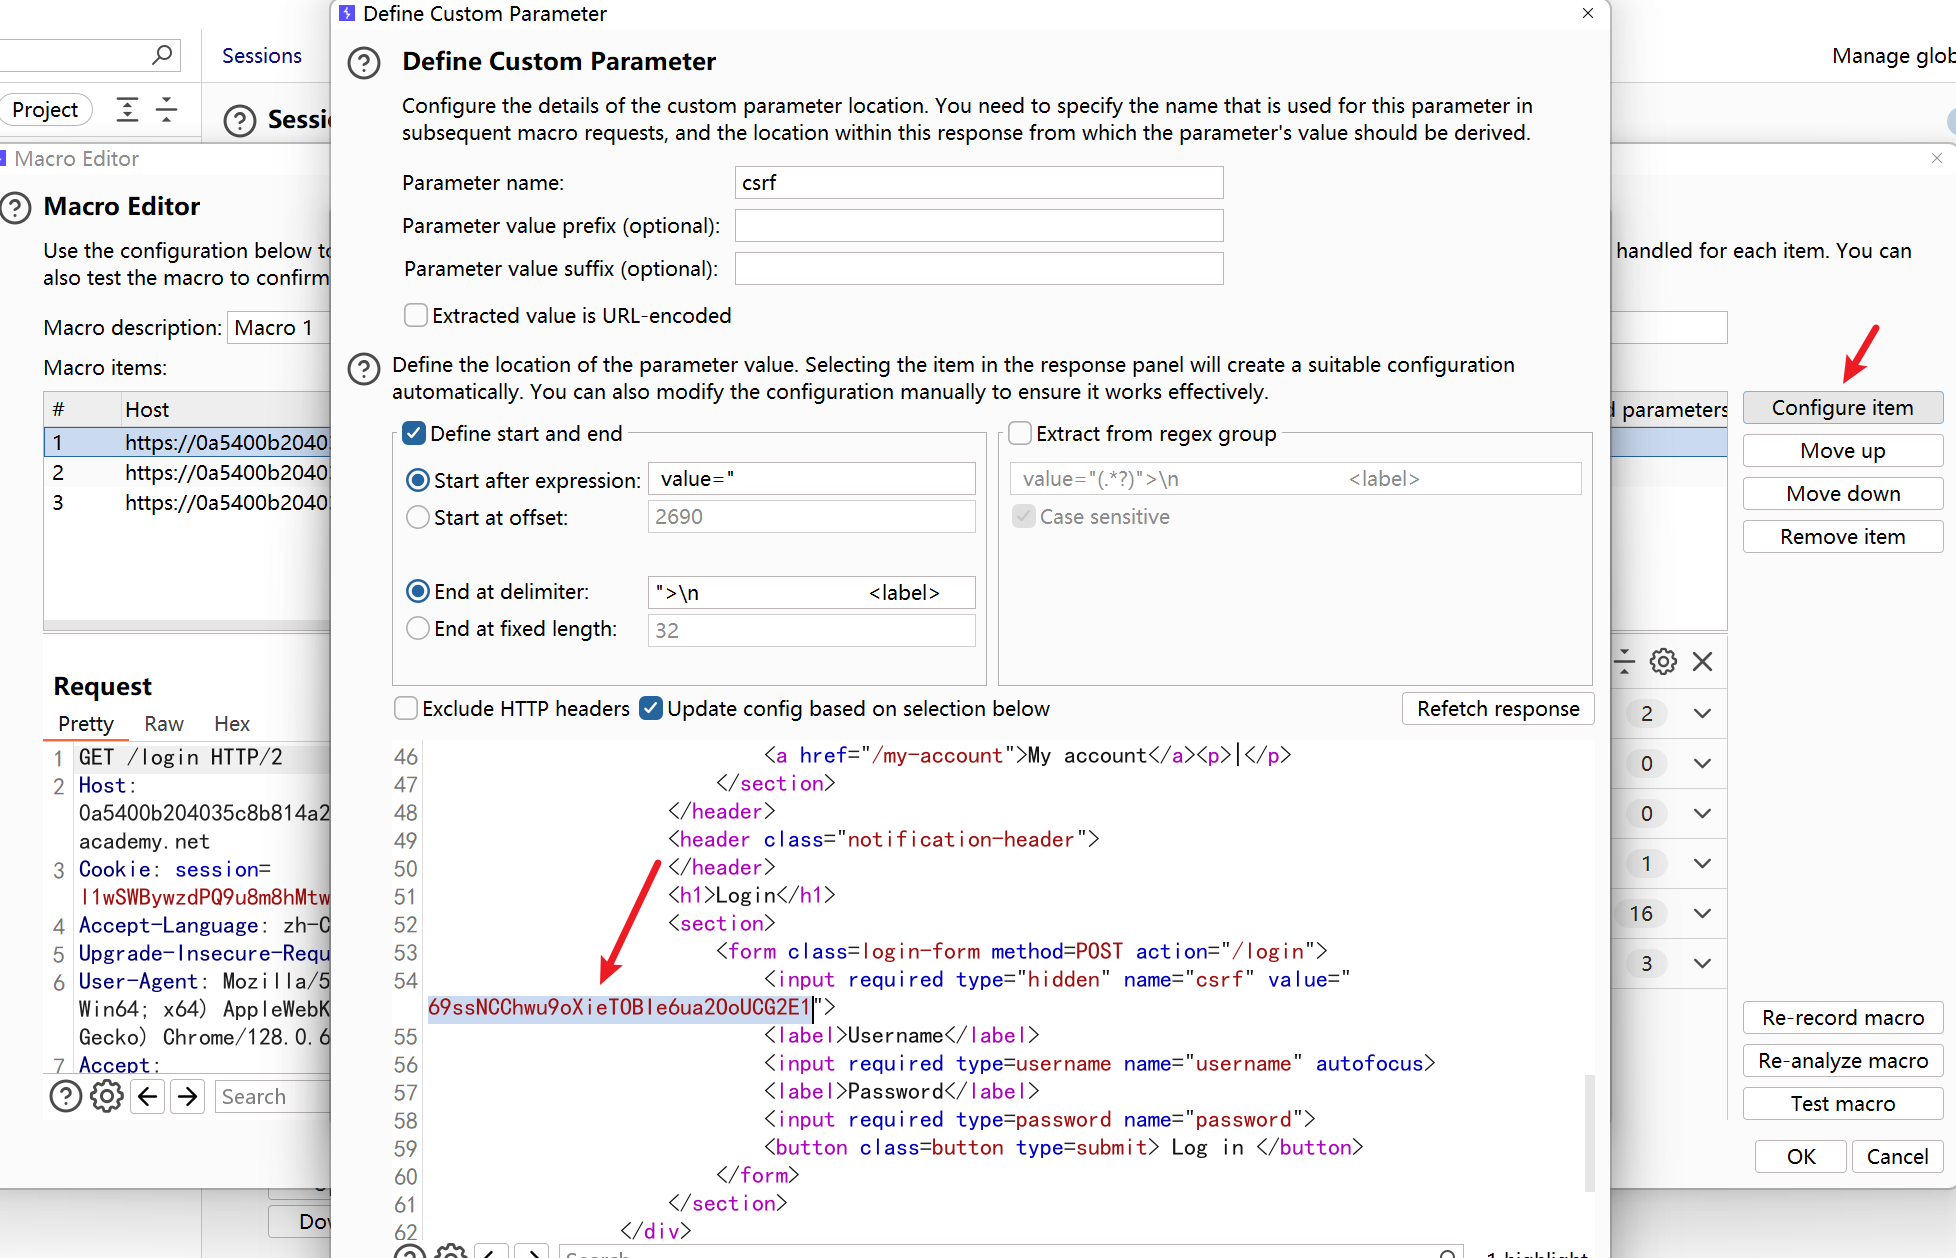 Define Custom Parameter
Sessions
Manage glob
Project
Define Custom Parameter
Configure the details of the custom parameter location. You need to specify the name that is used for this parameter in
subsequent macro requests, and the location within this response from which the parameter's value should be derived.
Macro Editor
Macro Editor
Use the configuration below
also test the macro to confirm
handled for each item. You can
Macro description: Macro 1
Macro items:
# Host
1 https://0a5400b2040
2 https://0a5400b2040
3 https://0a5400b2040
Parameter name: csrf
Parameter value prefix (optional):
Parameter value suffix (optional):
Extracted value is URL-encoded
Define the location of the parameter value. Selecting the item in the response panel will create a suitable configuration
automatically. You can also modify the configuration manually to ensure it works effectively.
Define start and end
Start after expression: value="
Start at offset: 2690
End at delimiter: ">\n <label>
End at fixed length: 32
Extract from regex group
value="(.*?)">\n <label>
Case sensitive
Exclude HTTP headers Update config based on selection below
Refetch response
46 <a href="/my-account">My account</a><p>|</p>
47 </section>
48 </header>
49 <header class="notification-header">
50 </header>
51 <h1>Login</h1>
52 <section>
53 <form class=login-form method=POST action="/login">
54 <input required type="hidden" name="csrf" value="
69ssNCChwu9oXieTOBle6ua2OoUCG2E1">
55 <label>Username</label>
56 <input required type=username name="username" autofocus>
57 <label>Password</label>
58 <input required type=password name="password">
59 <button class=button type=submit> Log in </button>
60 </form>
61 </section>
62 </div>
Request
Pretty Raw Hex
1 GET /login HTTP/2
2 Host:
0a5400b204035c8b814a2
academy.net
3 Cookie: session=
l1wSWBywzdPQ9u8m8hMtw
4 Accept-Language: zh-C
5 Upgrade-Insecure-Requ
6 User-Agent: Mozilla/5
Win64; x64) AppleWebK
Gecko) Chrome/128.0.6
7 Accept:
Search
parameters
Configure item
Move up
Move down
Remove item
2
0
0
1
16
3
Re-record macro
Re-analyze macro
Test macro
OK Cancel